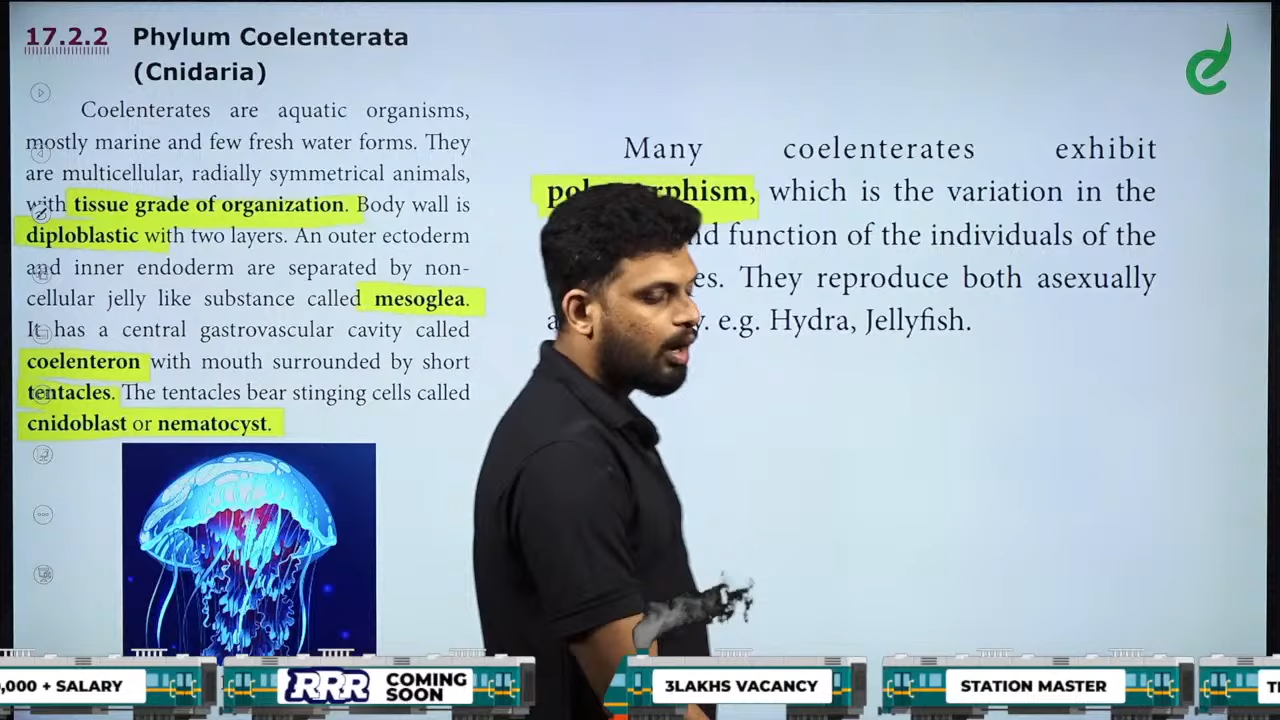 17.2.2 Phylum Coelenterata
(Cnidaria)
Coelenterates are aquatic organisms,
mostly marine and few fresh water forms. They
are multicellular, radially symmetrical animals,
with tissue grade of organization. Body wall is
diploblastic with two layers. An outer ectoderm
and inner endoderm are separated by non-
cellular jelly like substance called mesoglea.
It has a central gastrovascular cavity called
coelenteron with mouth surrounded by short
tentacles. The tentacles bear stinging cells called
cnidoblast or nematocyst.
Many coelenterates exhibit
which is the variation in the
function of the individuals of the
They reproduce both asexually
e.g. Hydra, Jellyfish.
,000 + SALARY
RRR COMING
SOON
3LAKHS VACANCY
STATION MASTER